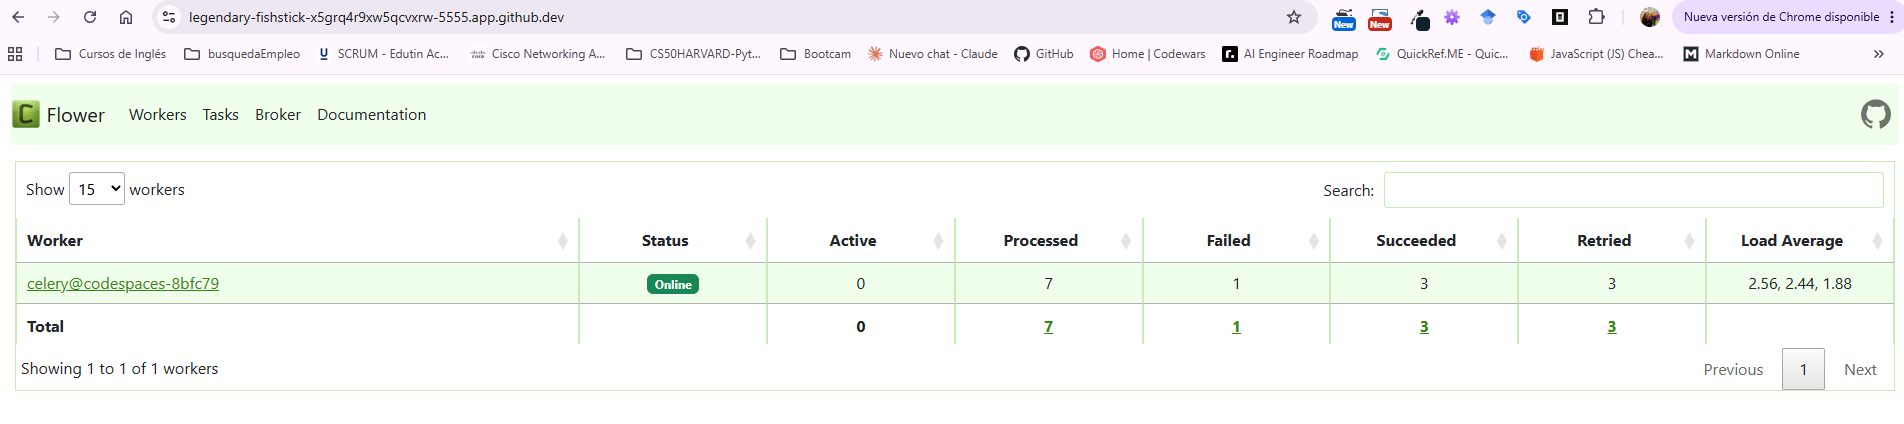 legendary-fishstick-x5grq4r9xw5qcvxrw-5555.app.github.dev New New Nueva versión de Chrome disponible
Cursos de Inglés busquedaEmpleo U SCRUM - Edutin Ac... Cisco Networking A... CS50HARVARD-Pyt... Bootcam Nuevo chat - Claude GitHub Home | Codewars r. AI Engineer Roadmap QuickRef.ME - Quic... JavaScript (JS) Chea... M Markdown Online »
C Flower Workers Tasks Broker Documentation
Show 15 workers Search:
Worker Status Active Processed Failed Succeeded Retried Load Average
celery@codespaces-8bfc79 Online 0 7 1 3 3 2.56, 2.44, 1.88
Total 0 7 1 3 3
Showing 1 to 1 of 1 workers Previous 1 Next